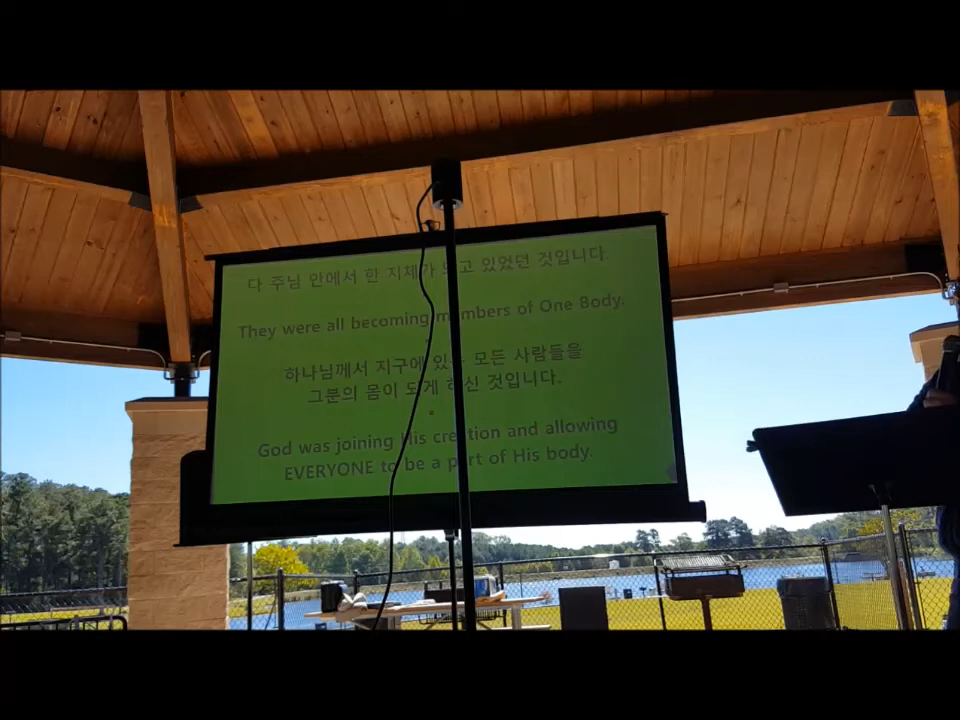 다 주님 안에서 한 지체가 되고 있었던 것입니다.
They were all becoming members of One Body.
하나님께서 지구에 있는 모든 사람들을
그분의 몸이 되게 하신 것입니다.
God was joining His creation and allowing
EVERYONE to be a part of His body.